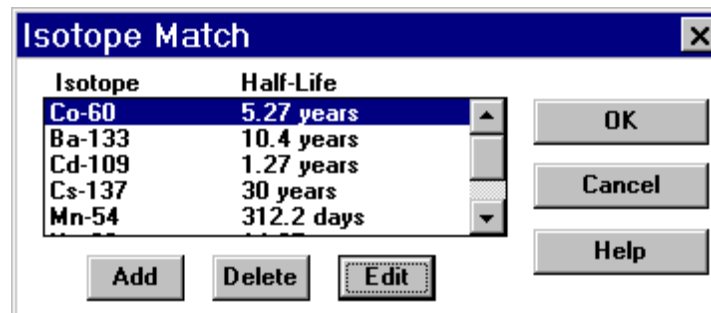 Isotope Match
Isotope Half-Life
Co-60 5.27 years
Ba-133 10.4 years
Cd-109 1.27 years
Cs-137 30 years
Mn-54 312.2 days
OK
Cancel
Help
Add Delete Edit